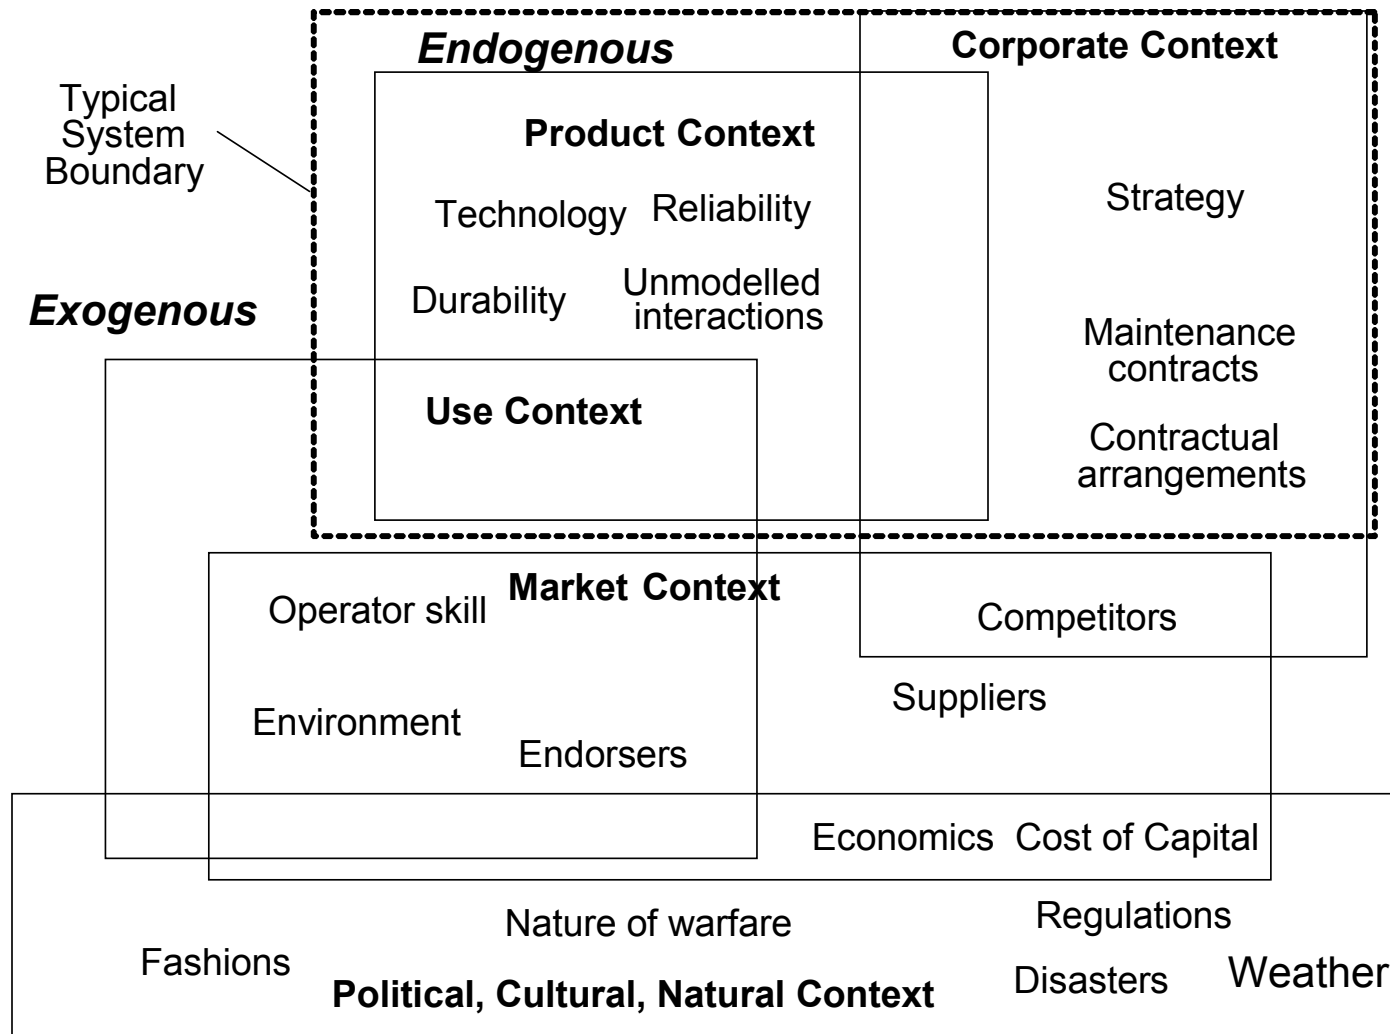 Endogenous
Corporate Context
Typical
System
Boundary
Product Context
Technology
Reliability
Strategy
Durability
Unmodelled
interactions
Exogenous
Maintenance
contracts
Use Context
Contractual
arrangements
Market Context
Operator skill
Competitors
Suppliers
Environment
Endorsers
Economics
Cost of Capital
Nature of warfare
Regulations
Fashions
Disasters
Weather
Political, Cultural, Natural Context